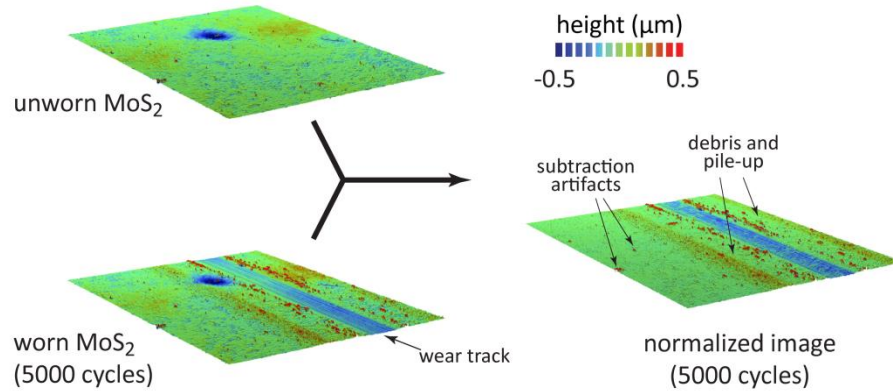 height (μm)
-0.5 0.5
unworn MoS₂
subtraction
artifacts
debris and
pile-up
worn MoS₂
(5000 cycles)
wear track
normalized image
(5000 cycles)